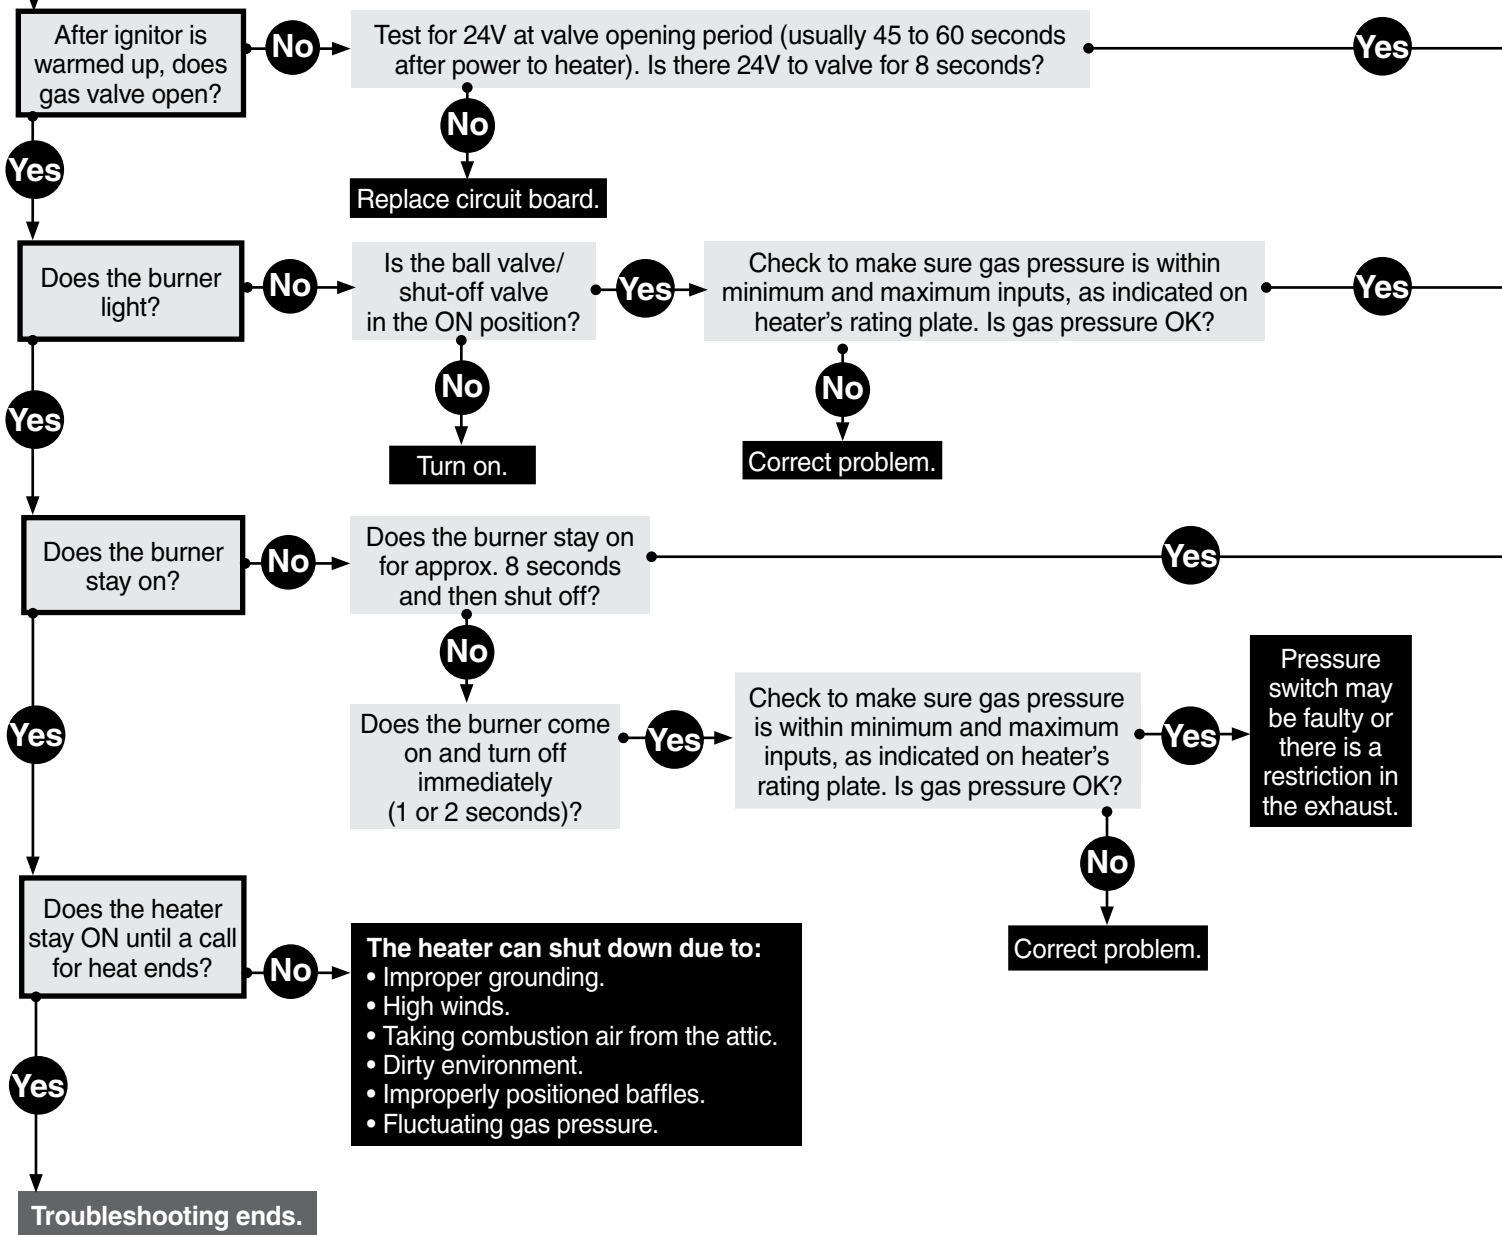 After ignitor is
warmed up, does
gas valve open?
No
Test for 24V at valve opening period (usually 45 to 60 seconds
after power to heater). Is there 24V to valve for 8 seconds?
Yes
No
Replace circuit board.
Yes
Does the burner
light?
No
Is the ball valve/
shut-off valve
in the ON position?
Yes
Check to make sure gas pressure is within
minimum and maximum inputs, as indicated on
heater's rating plate. Is gas pressure OK?
Yes
No
Turn on.
No
Correct problem.
Yes
Does the burner
stay on?
No
Does the burner stay on
for approx. 8 seconds
and then shut off?
Yes
No
Does the burner come
on and turn off
immediately
(1 or 2 seconds)?
Yes
Check to make sure gas pressure
is within minimum and maximum
inputs, as indicated on heater's
rating plate. Is gas pressure OK?
Yes
Pressure
switch may
be faulty or
there is a
restriction in
the exhaust.
No
Correct problem.
Yes
Does the heater
stay ON until a call
for heat ends?
No
The heater can shut down due to:
• Improper grounding.
• High winds.
• Taking combustion air from the attic.
• Dirty environment.
• Improperly positioned baffles.
• Fluctuating gas pressure.
Yes
Troubleshooting ends.